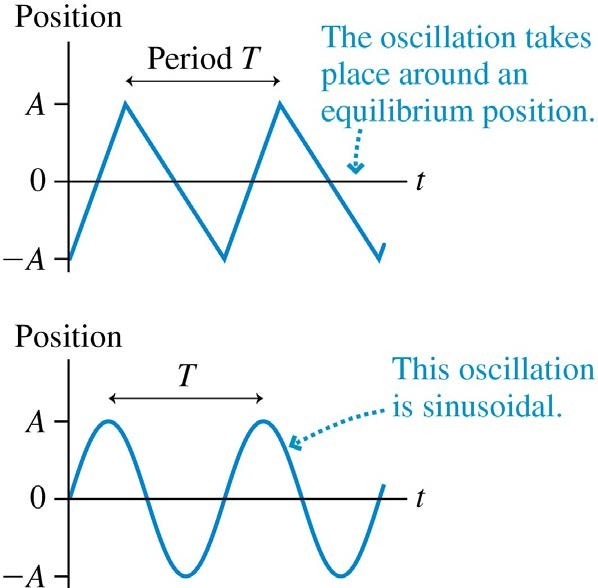 Position
Period T
The oscillation takes
place around an
equilibrium position.
A
0
t
−A
Position
T
This oscillation
is sinusoidal.
A
0
t
−A